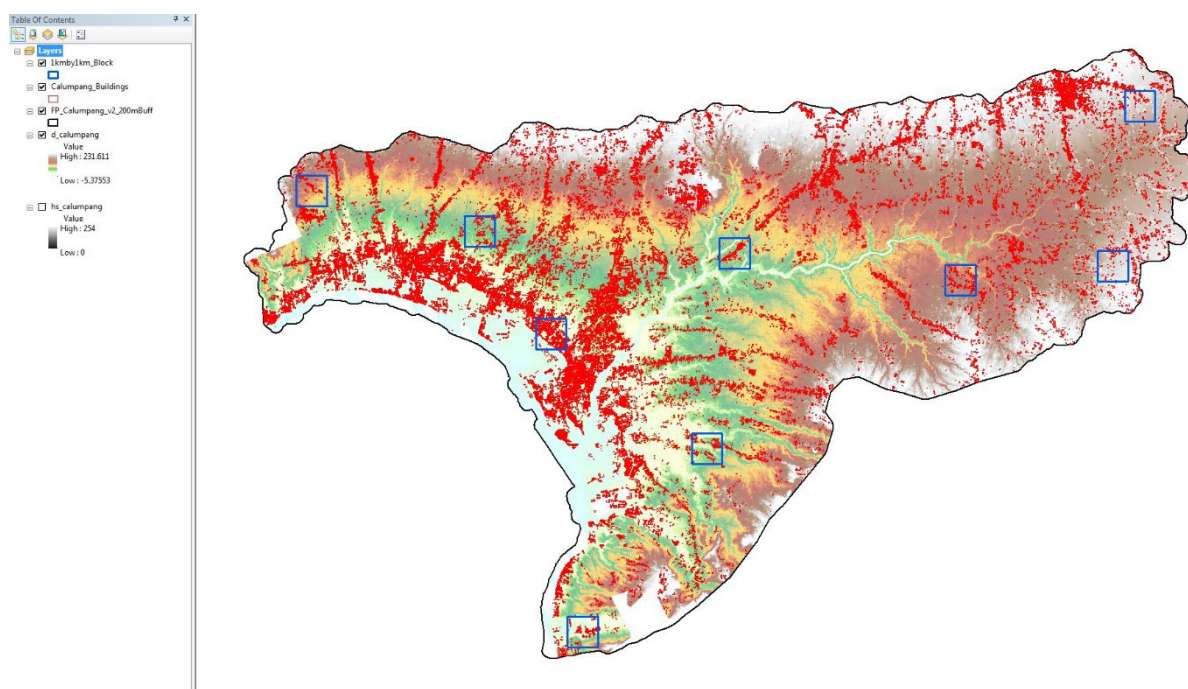 Table Of Contents
Layers
1kmby1km_Block
Calumpang_Buildings
FP_Calumpang_v2_200mBuff
d_calumpang
Value
High : 231.611
Low : -5.37553
hs_calumpang
Value
High : 254
Low : 0